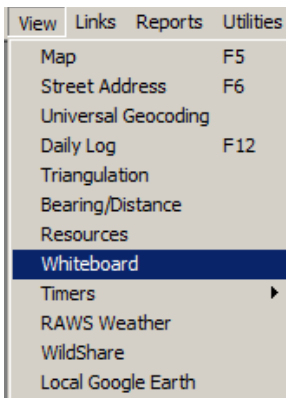 View Links Reports Utilities
Map F5
Street Address F6
Universal Geocoding
Daily Log F12
Triangulation
Bearing/Distance
Resources
Whiteboard
Timers
RAWS Weather
WildShare
Local Google Earth